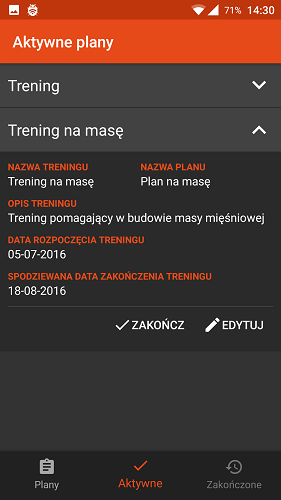 71% 14:30
Aktywne plany
Trening
Trening na masę
NAZWA TRENINGU NAZWA PLANU
Trening na masę Plan na masę
OPIS TRENINGU
Trening pomagający w budowie masy mięśniowej
DATA ROZPOCZĘCIA TRENINGU
05-07-2016
SPODZIEWANA DATA ZAKOŃCZENIA TRENINGU
18-08-2016
ZAKOŃCZ EDYTUJ
Plany Aktywne Zakończone